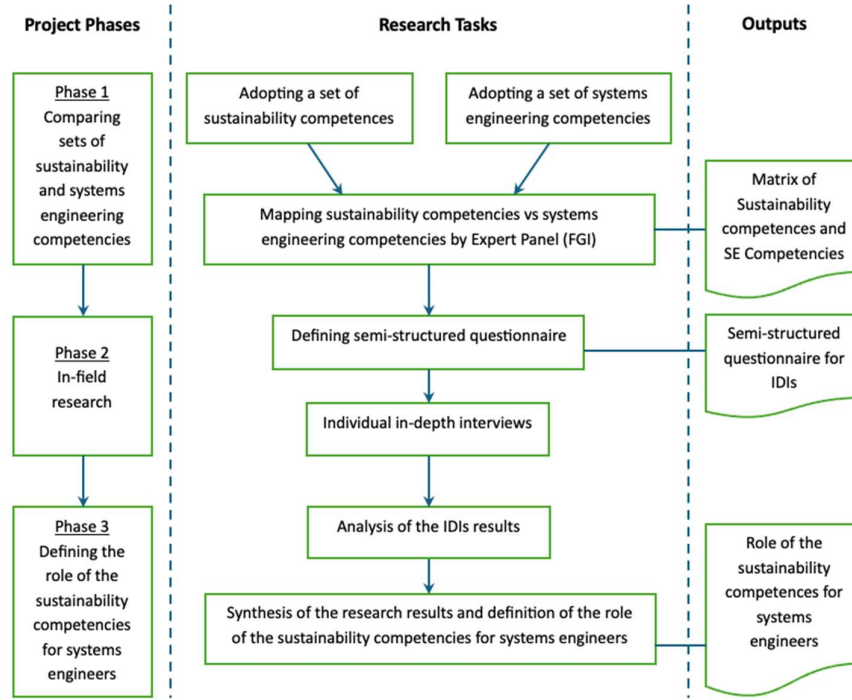 Project Phases
Research Tasks
Outputs
Phase 1
Comparing
sets of
sustainability
and systems
engineering
competencies
Adopting a set of
sustainability competences
Adopting a set of systems
engineering competencies
Mapping sustainability competencies vs systems
engineering competencies by Expert Panel (FGI)
Matrix of
Sustainability
competences and
SE Competencies
Phase 2
In-field
research
Defining semi-structured questionnaire
Semi-structured
questionnaire for
IDIs
Individual in-depth interviews
Phase 3
Defining the
role of the
sustainability
competencies
for systems
engineers
Analysis of the IDIs results
Synthesis of the research results and definition of the role
of the sustainability competencies for systems engineers
Role of the
sustainability
competences for
systems
engineers